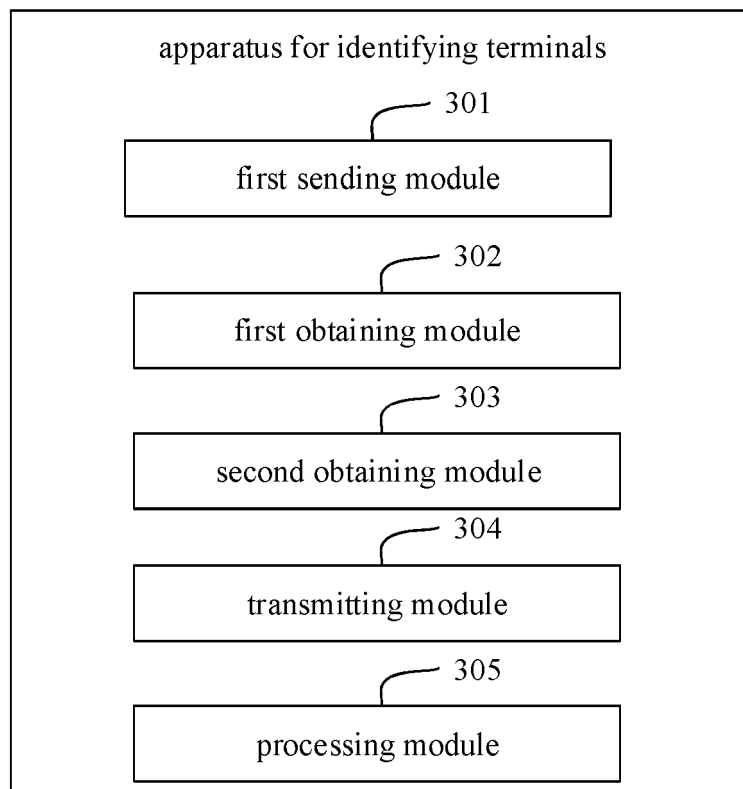 apparatus for identifying terminals
301
first sending module
302
first obtaining module
303
second obtaining module
304
transmitting module
305
processing module